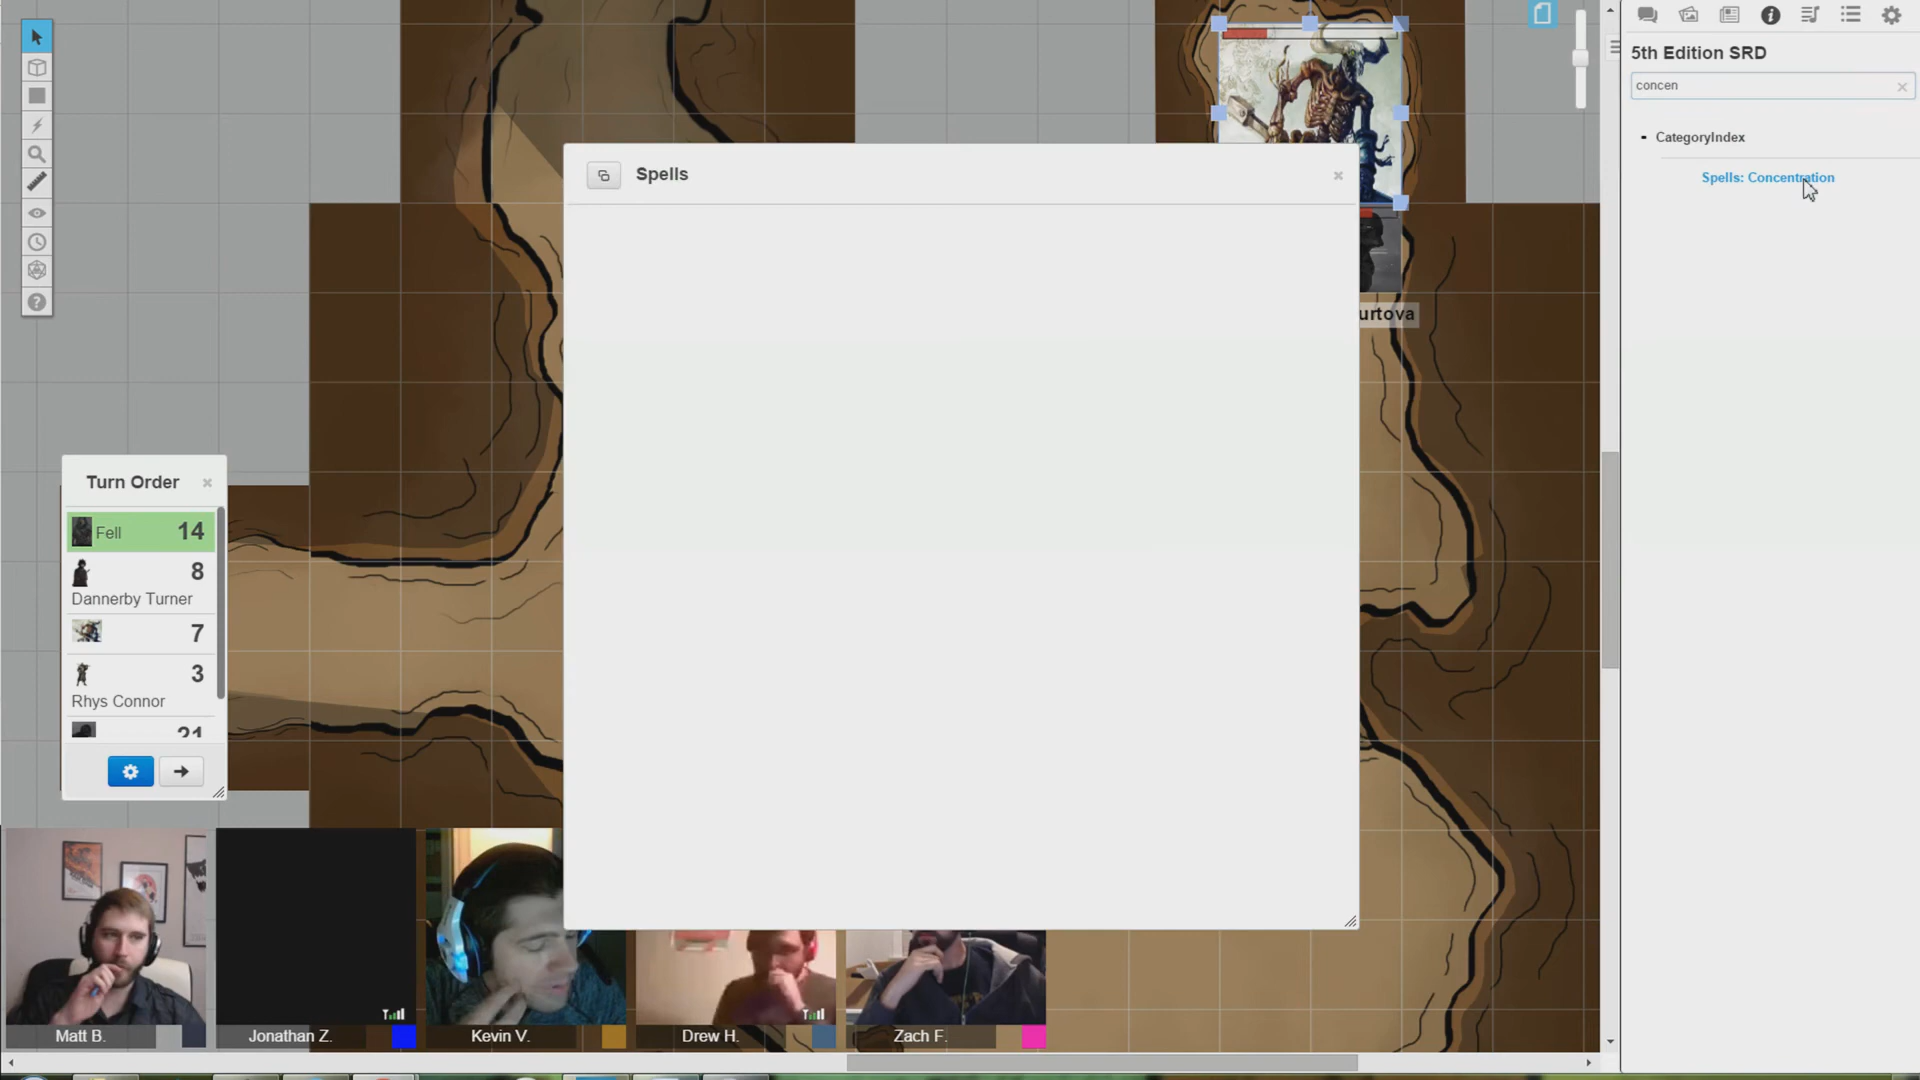 5th Edition SRD
concen
CategoryIndex
Spells: Concentration
Spells
urtova
Turn Order
Fell 14
8
Dannerby Turner
7
3
Rhys Connor
21
Matt B.
Jonathan Z.
Kevin V.
Drew H.
Zach F.